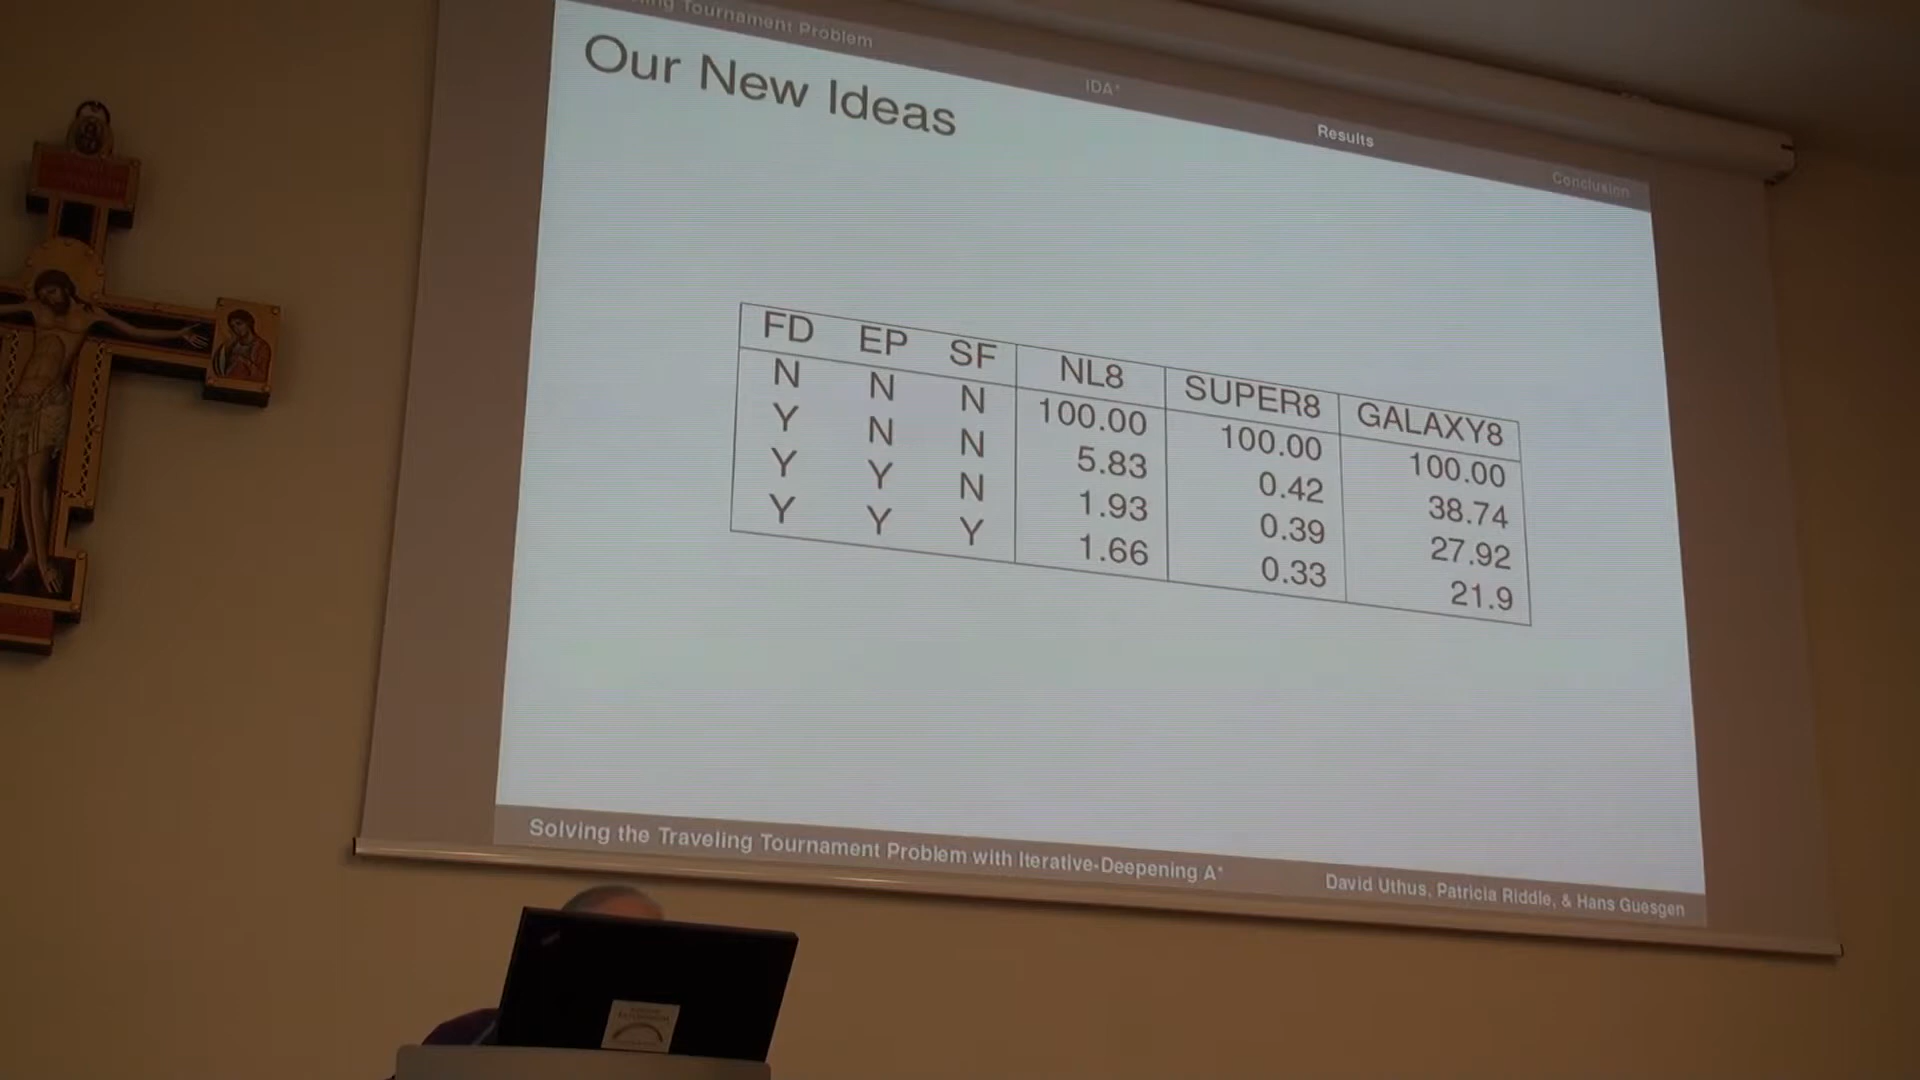 Tournament Problem
IDA*
Results
Conclusion
Our New Ideas
FD EP SF NL8 SUPER8 GALAXY8
N N N 100.00 100.00 100.00
Y N N 5.83 0.42 38.74
Y Y N 1.93 0.39 27.92
Y Y Y 1.66 0.33 21.9
Solving the Traveling Tournament Problem with Iterative-Deepening A*
David Uthus, Patricia Riddle, & Hans Guesgen